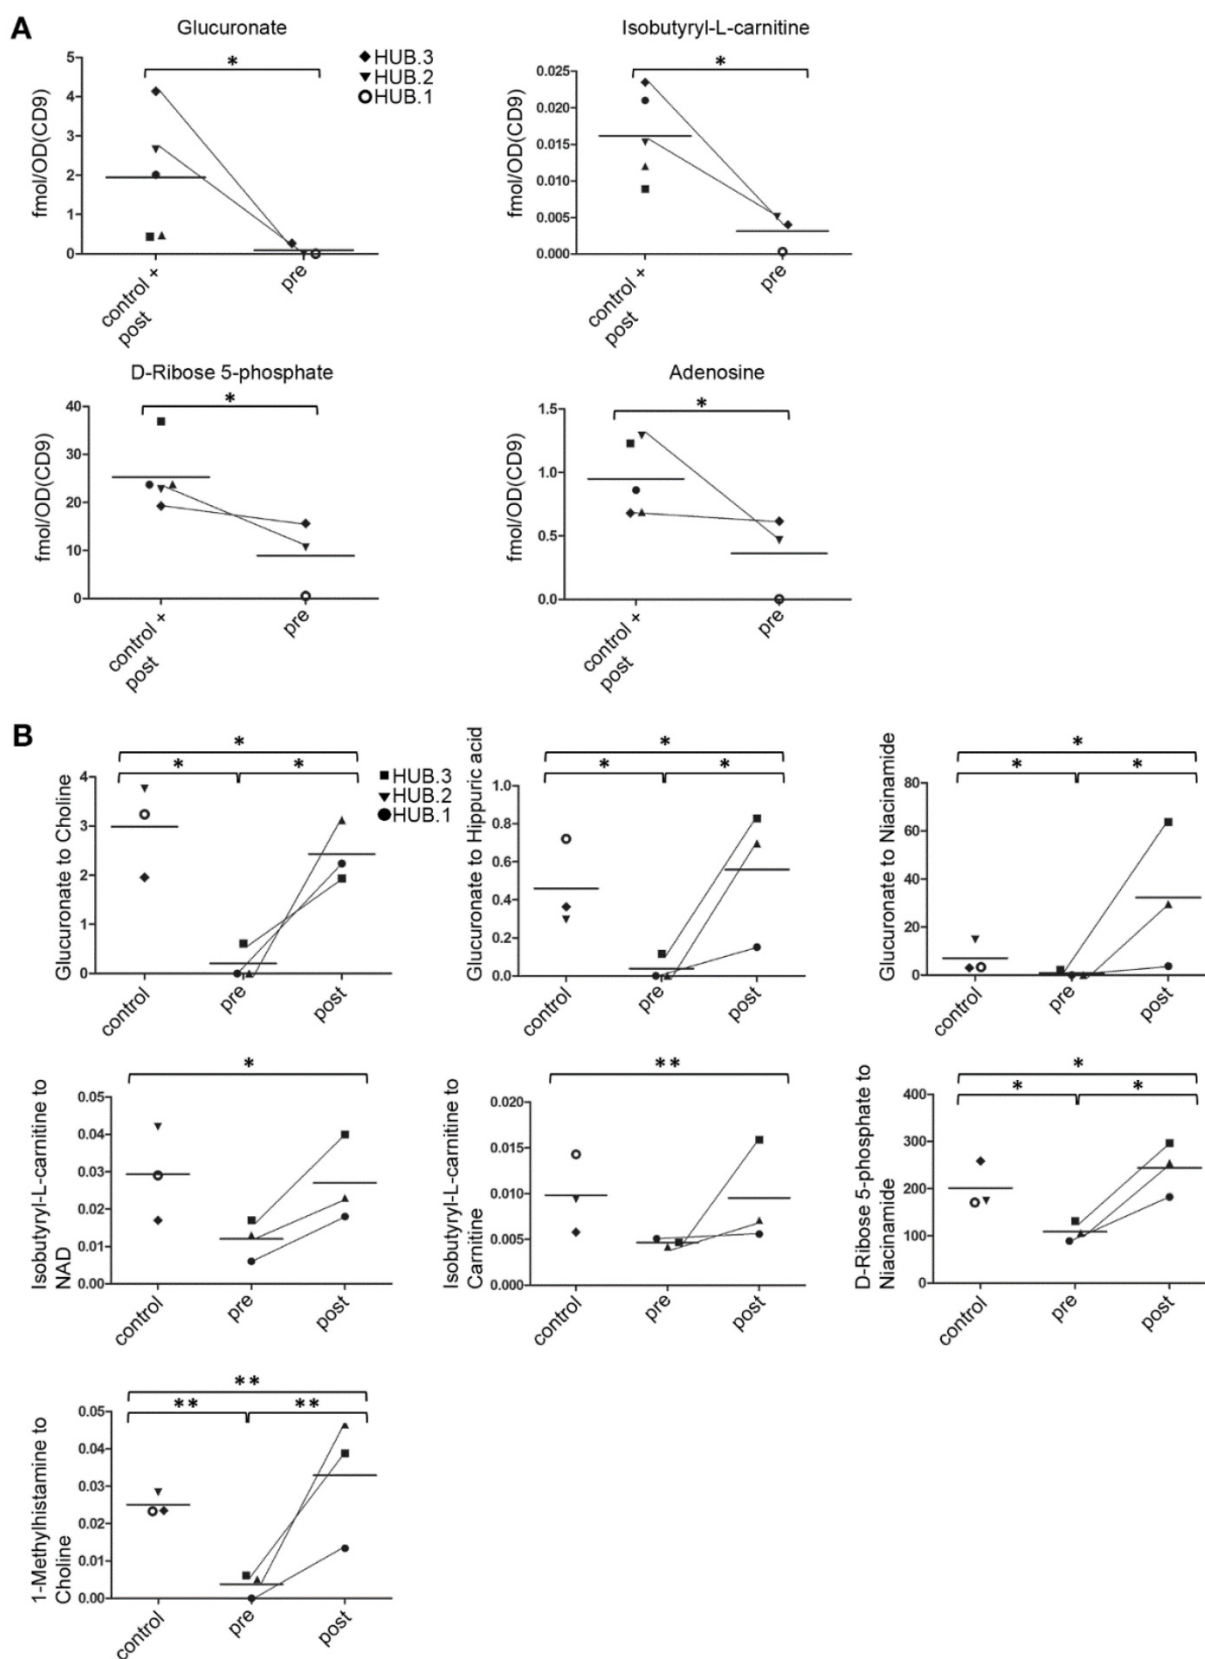 A
Glucuronate
fmol/OD(CD9)
5
4
3
2
1
0
*
control +
post
pre
HUB.3
HUB.2
HUB.1
Isobutyryl-L-carnitine
fmol/OD(CD9)
0.025
0.020
0.015
0.010
0.005
0.000
*
control +
post
pre
D-Ribose 5-phosphate
fmol/OD(CD9)
40
30
20
10
0
*
control +
post
pre
Adenosine
fmol/OD(CD9)
1.5
1.0
0.5
0.0
*
control +
post
pre
B
Glucuronate to Choline
4
3
2
1
0
*
* *
control
pre
post
HUB.3
HUB.2
HUB.1
Glucuronate to Hippuric acid
1.0
0.8
0.6
0.4
0.2
0.0
*
* *
control
pre
post
Glucuronate to Niacinamide
80
60
40
20
0
*
* *
control
pre
post
Isobutyryl-L-carnitine to
NAD
0.05
0.04
0.03
0.02
0.01
0.00
*
control
pre
post
Isobutyryl-L-carnitine to
Carnitine
0.020
0.015
0.010
0.005
0.000
**
control
pre
post
D-Ribose 5-phosphate to
Niacinamide
400
300
200
100
0
*
* *
control
pre
post
1-Methylhistamine to
Choline
0.05
0.04
0.03
0.02
0.01
0.00
**
** **
control
pre
post